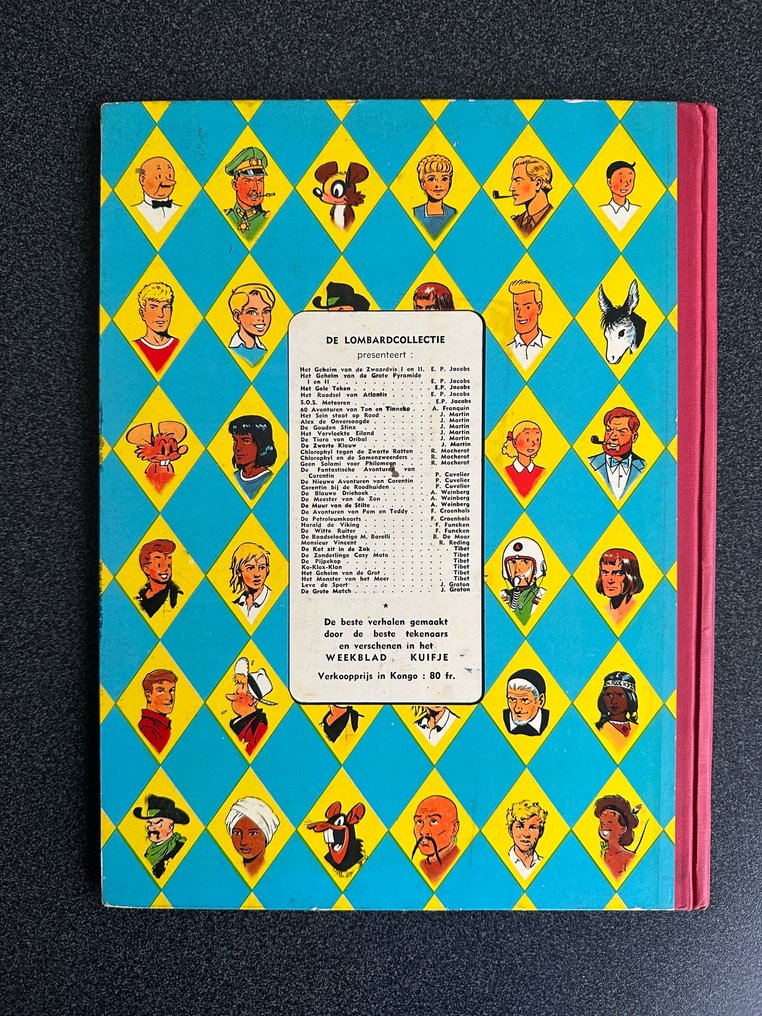 DE LOMBARDCOLLECTIE
presenteert :
Het Geheim van de Zwaardvis I en II. E. P. Jacobs
Het Geheim van de Grote Pyramide
I en II . . . . . . . . . . . E. P. Jacobs
Het Gele Teken . . . . . . . . . E.P. Jacobs
Het Raadsel van Atlantis . . . . . . E. P. Jacobs
S.O.S. Meteoren . . . . . . . . . E.P. Jacobs
60 Avonturen van Ton en Tinneke . . . A. Franquin
Het Sein staat op Rood . . . . . . . J. Martin
Alex de Onversaagde . . . . . . . . J. Martin
De Gouden Sfinx . . . . . . . . . J. Martin
Het Vervloekte Eiland . . . . . . . J. Martin
De Tiara van Oribal . . . . . . . . J. Martin
De Zwarte Klauw . . . . . . . . . J. Martin
Chlorophyl tegen de Zwarte Ratten . . R. Macherot
Chlorophyl en de Samenzweerders . . . R. Macherot
Geen Salami voor Philomeen . . . . . R. Macherot
De Fantastische Avonturen van
Corentin . . . . . . . . . . . P. Cuvelier
De Nieuwe Avonturen van Corentin . . P. Cuvelier
Corentin bij de Roodhuiden . . . . . P. Cuvelier
De Blauwe Driehoek . . . . . . . . A. Weinberg
De Meester van de Zon . . . . . . . A. Weinberg
De Muur van de Stilte . . . . . . . A. Weinberg
De Avonturen van Pom en Teddy . . . F. Craenhals
De Petroleumkoorts . . . . . . . . F. Craenhals
Harold de Viking . . . . . . . . . F. Funcken
De Witte Ruiter . . . . . . . . . F. Funcken
De Raadselachtige M. Barelli . . . . . B. De Moor
Monsieur Vincent . . . . . . . . . R. Reding
De Kat zit in de Zak . . . . . . . . Tibet
De Zonderlinge Casy Moto . . . . . . Tibet
De Pijpekop . . . . . . . . . . . Tibet
Ko-Klox-Klan . . . . . . . . . . Tibet
Het Geheim van de Grot . . . . . . . Tibet
Het Monster van het Meer . . . . . . Tibet
Leve de Sport . . . . . . . . . . J. Graton
De Grote Match . . . . . . . . . . J. Graton
★
De beste verhalen gemaakt
door de beste tekenaars
en verschenen in het
WEEKBLAD KUIFJE
Verkoopprijs in Kongo : 80 fr.